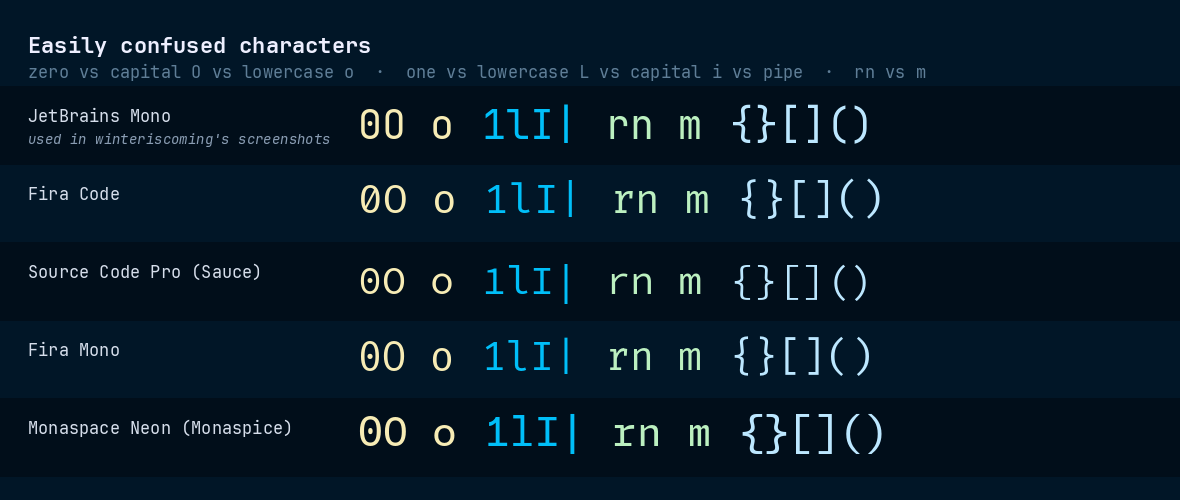 Easily confused characters
zero vs capital O vs lowercase o · one vs lowercase L vs capital i vs pipe · rn vs m
JetBrains Mono 0O o 1lI| rn m {}[]()
used in winteriscoming's screenshots
Fira Code 0O o 1lI| rn m {}[]()
Source Code Pro (Sauce) 0O o 1lI| rn m {}[]()
Fira Mono 0O o 1lI| rn m {}[]()
Monaspace Neon (Monaspice) 0O o 1lI| rn m {}[]()